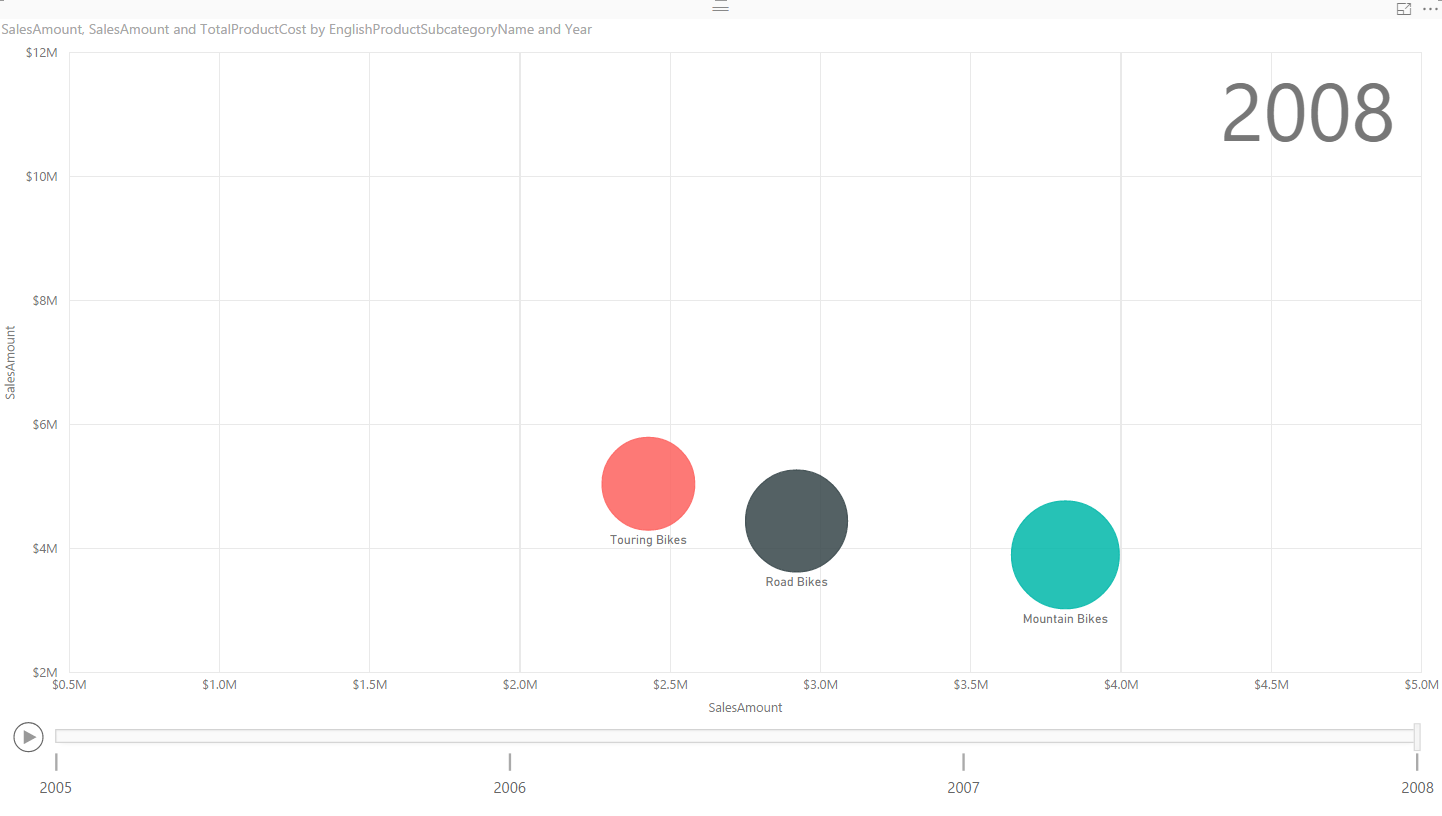 SalesAmount, SalesAmount and TotalProductCost by EnglishProductSubcategoryName and Year
$12M
2008
$10M
$8M
SalesAmount
$6M
Touring Bikes
$4M
Road Bikes
Mountain Bikes
$2M
$0.5M $1.0M $1.5M $2.0M $2.5M $3.0M $3.5M $4.0M $4.5M $5.0M
SalesAmount
2005 2006 2007 2008